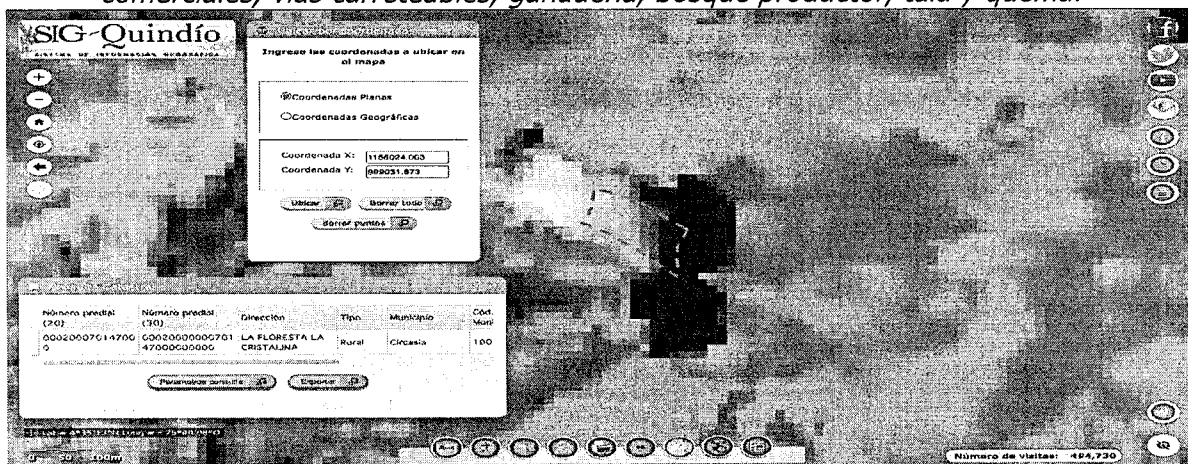 comerciales, vías carreteables, ganadería, bosque productor, tala y quema.
SIG-Quindío
SISTEMA DE INFORMACIÓN GEOGRÁFICA
Ingrese las coordenadas a ubicar en
el mapa
Coordenadas Planas
Coordenadas Geográficas
Coordenada X: 1156024.003
Coordenada Y: 989031.873
Ubicar
Borrar todo
Borrar puntos
Número predial (20)
Número predial (30)
Dirección
Tipo
Municipio
Cód.
LA FLORESTA LA CRISTALINA
Rural
Circasia
100
Parámetros consulta
Exportar
0 50 100m
Número de visitas: 494,730